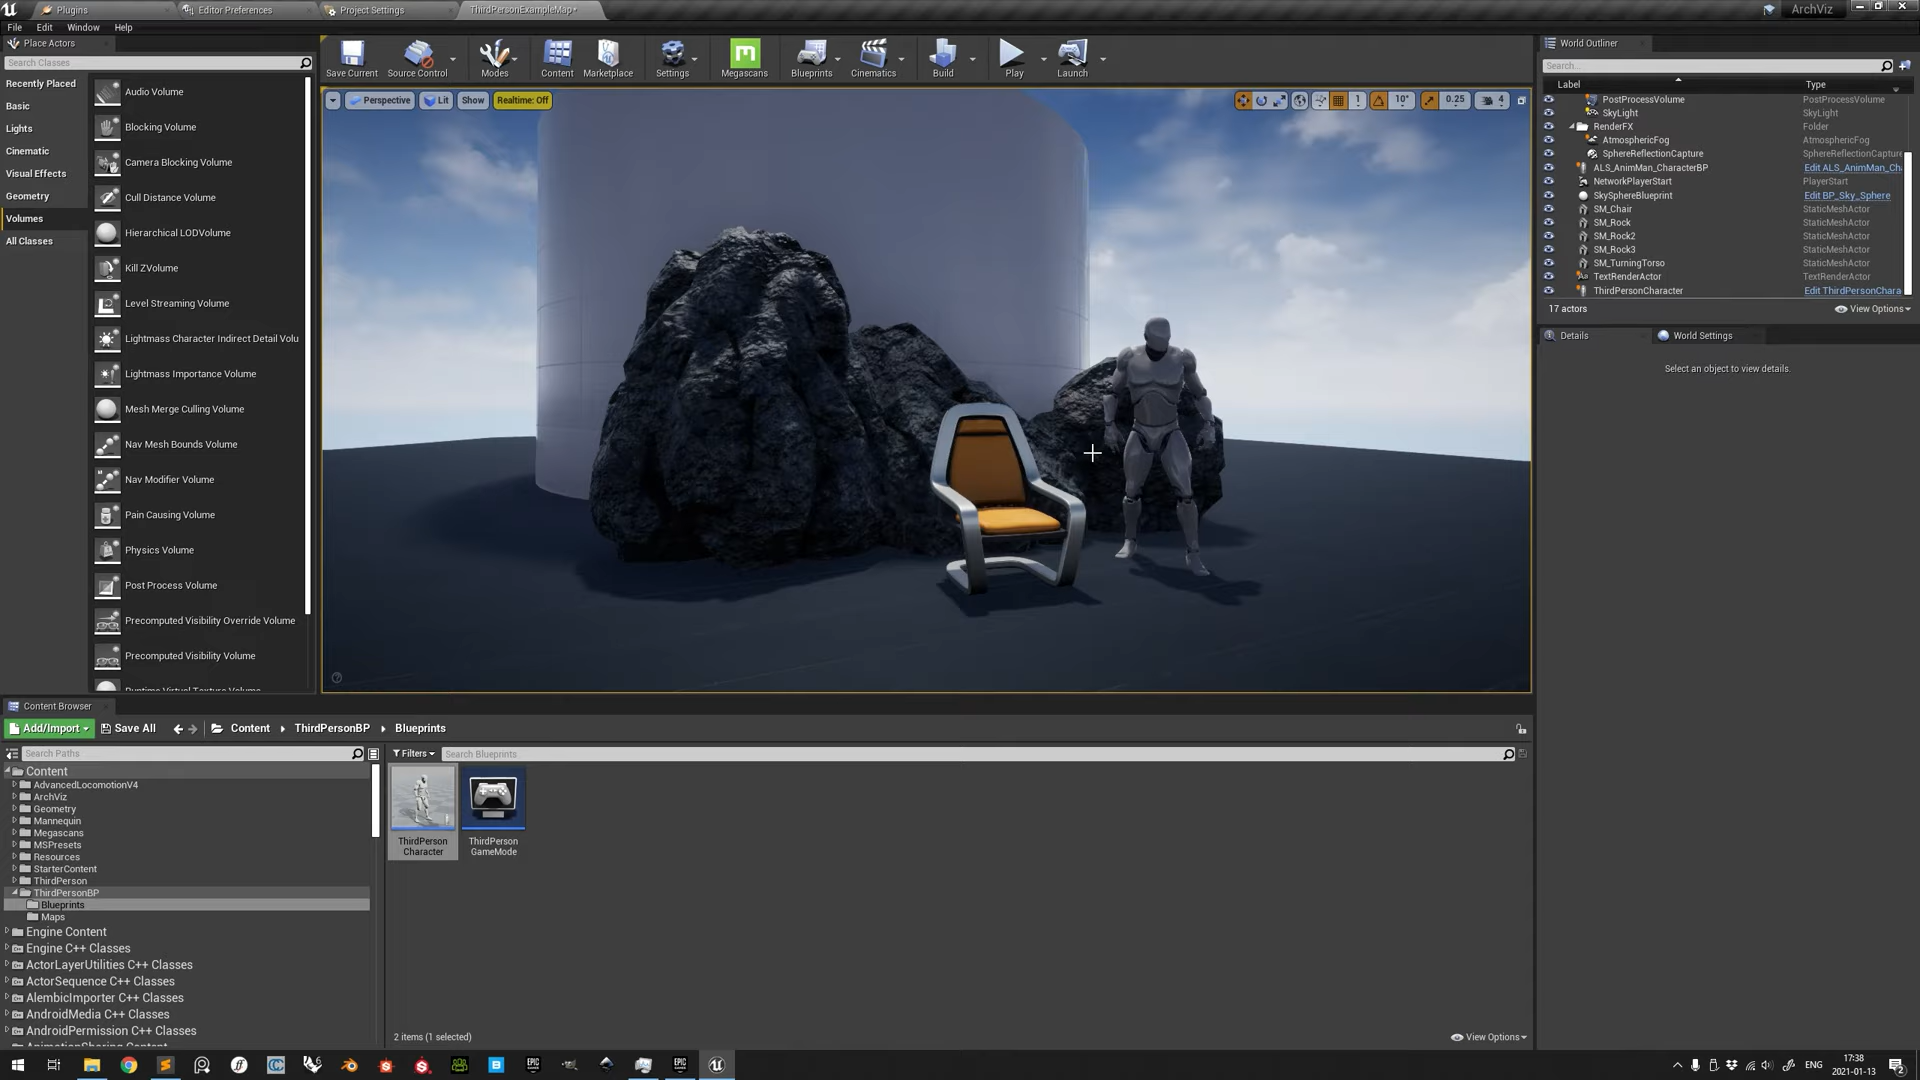 Plugins
Editor Preferences
Project Settings
ThirdPersonExampleMap*
ArchViz
File Edit Window Help
Place Actors
Search Classes
Recently Placed
Basic
Lights
Cinematic
Visual Effects
Geometry
Volumes
All Classes
Audio Volume
Blocking Volume
Camera Blocking Volume
Cull Distance Volume
Hierarchical LODVolume
Kill ZVolume
Level Streaming Volume
Lightmass Character Indirect Detail Volu
Lightmass Importance Volume
Mesh Merge Culling Volume
Nav Mesh Bounds Volume
Nav Modifier Volume
Pain Causing Volume
Physics Volume
Post Process Volume
Precomputed Visibility Override Volume
Precomputed Visibility Volume
Runtime Virtual Texture Volume
Save Current
Source Control
Modes
Content
Marketplace
Settings
Megascans
Blueprints
Cinematics
Build
Play
Launch
Perspective Lit Show Realtime: Off
1 10° 0.25 4
World Outliner
Search...
Label Type
PostProcessVolume PostProcessVolume
SkyLight SkyLight
RenderFX Folder
AtmosphericFog AtmosphericFog
SphereReflectionCapture SphereReflectionCapture
ALS_AnimMan_CharacterBP Edit ALS_AnimMan_Cha
NetworkPlayerStart PlayerStart
SkySphereBlueprint Edit BP_Sky_Sphere
SM_Chair StaticMeshActor
SM_Rock StaticMeshActor
SM_Rock2 StaticMeshActor
SM_Rock3 StaticMeshActor
SM_TurningTorso StaticMeshActor
TextRenderActor TextRenderActor
ThirdPersonCharacter Edit ThirdPersonChara
17 actors
View Options
Details
World Settings
Select an object to view details.
Content Browser
Add/Import Save All Content ThirdPersonBP Blueprints
Search Paths
Content
AdvancedLocomotionV4
ArchViz
Geometry
Mannequin
Megascans
MSPresets
Resources
StarterContent
ThirdPerson
ThirdPersonBP
Blueprints
Maps
Engine Content
Engine C++ Classes
ActorLayerUtilities C++ Classes
ActorSequence C++ Classes
AlembicImporter C++ Classes
AndroidMedia C++ Classes
AndroidPermission C++ Classes
AnimationSharing Content
Filters
Search Blueprints
ThirdPerson
Character
ThirdPerson
GameMode
2 items (1 selected)
View Options
ENG
17:38
2021-01-13